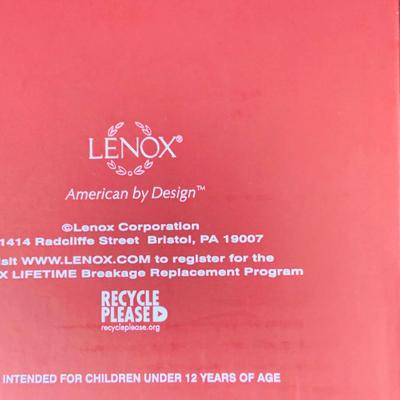 LENOX®
American by Design™
©Lenox Corporation
1414 Radcliffe Street Bristol, PA 19007
WWW.LENOX.COM to register for the
LIFETIME Breakage Replacement Program
RECYCLE
PLEASE
recycleplease.org
INTENDED FOR CHILDREN UNDER 12 YEARS OF AGE